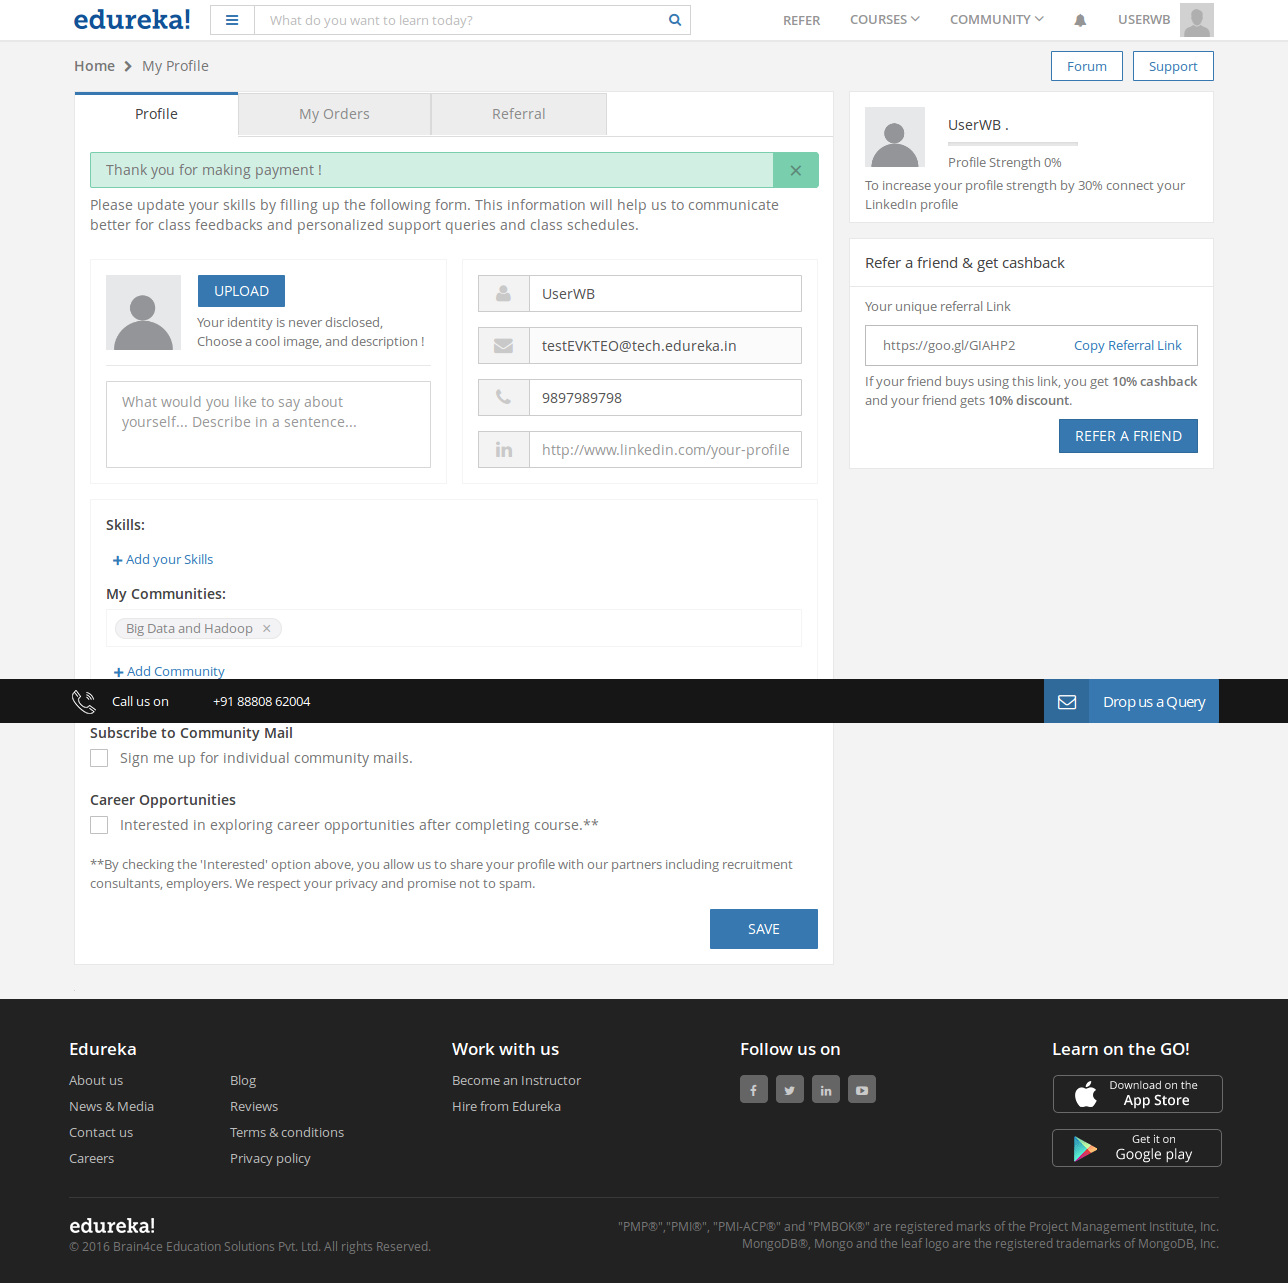 edureka!
What do you want to learn today?
REFER
COURSES
COMMUNITY
USERWB
Home
My Profile
Forum
Support
Profile
My Orders
Referral
Thank you for making payment !
×
Please update your skills by filling up the following form. This information will help us to communicate
better for class feedbacks and personalized support queries and class schedules.
UPLOAD
Your identity is never disclosed,
Choose a cool image, and description !
What would you like to say about
yourself... Describe in a sentence...
UserWB
testEVKTEO@tech.edureka.in
9897989798
http://www.linkedin.com/your-profile
Skills:
+ Add your Skills
My Communities:
Big Data and Hadoop ×
+ Add Community
UserWB .
Profile Strength 0%
To increase your profile strength by 30% connect your
LinkedIn profile
Refer a friend & get cashback
Your unique referral Link
https://goo.gl/GIAHP2
Copy Referral Link
If your friend buys using this link, you get 10% cashback
and your friend gets 10% discount.
REFER A FRIEND
Call us on
+91 88808 62004
Drop us a Query
Subscribe to Community Mail
Sign me up for individual community mails.
Career Opportunities
Interested in exploring career opportunities after completing course.**
**By checking the 'Interested' option above, you allow us to share your profile with our partners including recruitment
consultants, employers. We respect your privacy and promise not to spam.
SAVE
Edureka
About us
News & Media
Contact us
Careers
Blog
Reviews
Terms & conditions
Privacy policy
Work with us
Become an Instructor
Hire from Edureka
Follow us on
Learn on the GO!
Download on the
App Store
Get it on
Google play
edureka!
© 2016 Brain4ce Education Solutions Pvt. Ltd. All rights Reserved.
"PMP®","PMI®", "PMI-ACP®" and "PMBOK®" are registered marks of the Project Management Institute, Inc.
MongoDB®, Mongo and the leaf logo are the registered trademarks of MongoDB, Inc.